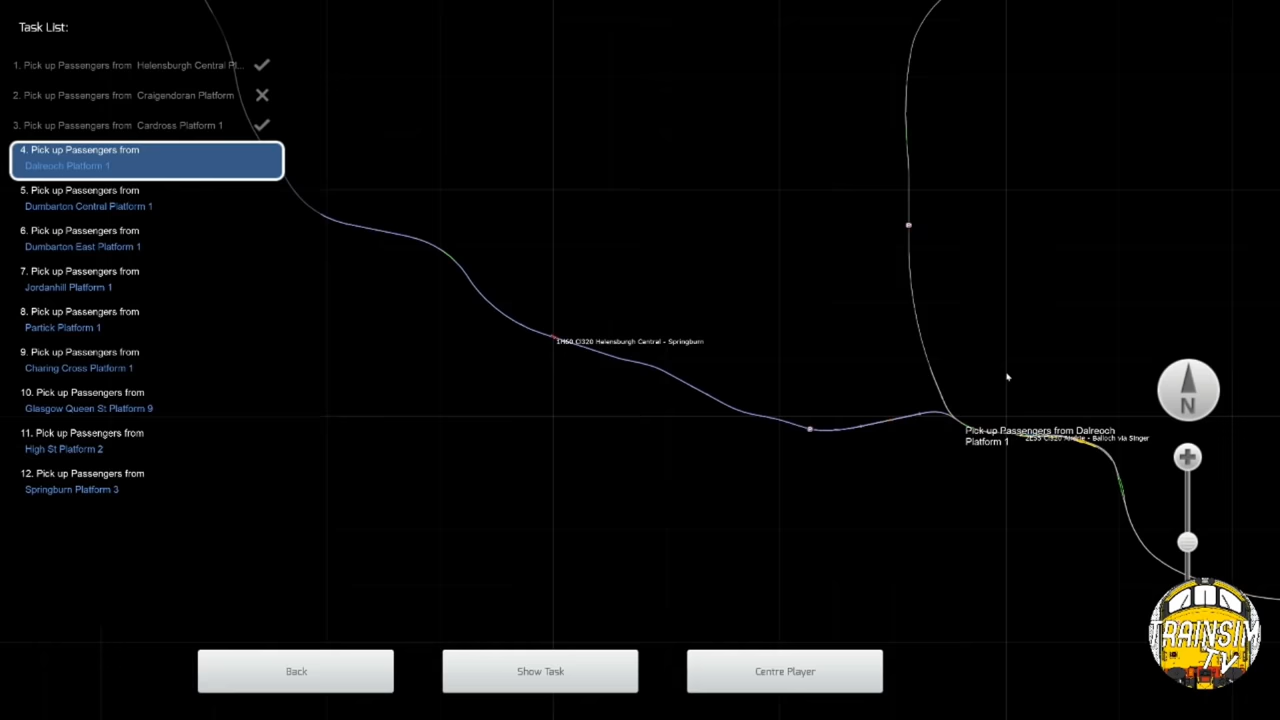 Task List:
1. Pick up Passengers from Helensburgh Central Pl...
2. Pick up Passengers from Craigendoran Platform
3. Pick up Passengers from Cardross Platform 1
4. Pick up Passengers from
Dalreoch Platform 1
5. Pick up Passengers from
Dumbarton Central Platform 1
6. Pick up Passengers from
Dumbarton East Platform 1
7. Pick up Passengers from
Jordanhill Platform 1
8. Pick up Passengers from
Partick Platform 1
9. Pick up Passengers from
Charing Cross Platform 1
10. Pick up Passengers from
Glasgow Queen St Platform 9
11. Pick up Passengers from
High St Platform 2
12. Pick up Passengers from
Springburn Platform 3
Cl320 Helensburgh Central - Springburn
Pick up Passengers from Dalreoch
Platform 1
Cl320 Airdrie - Balloch via Singer
N
Back
Show Task
Centre Player
TRAINSIM
TV